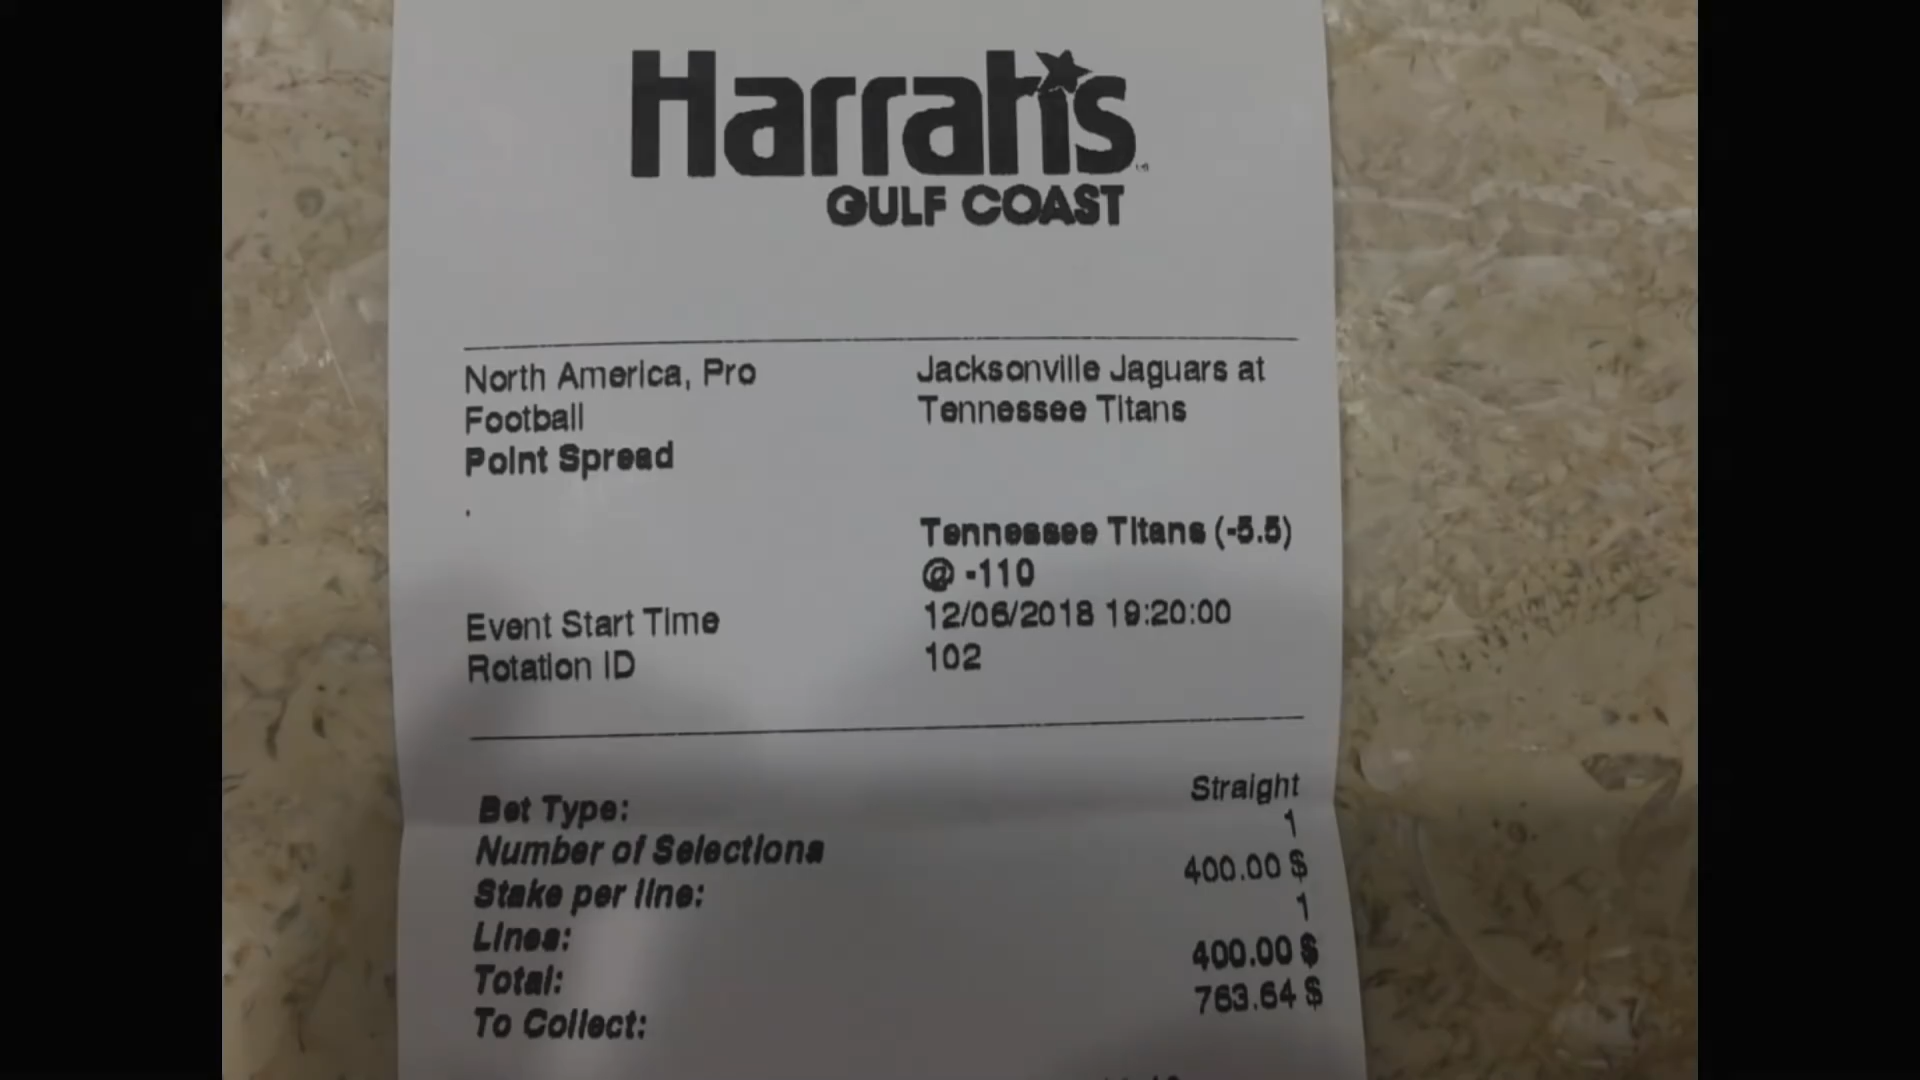 Harrah's
GULF COAST
North America, Pro
Football
Point Spread
.
Jacksonville Jaguars at
Tennessee Titans
Tennessee Titans (-5.5)
@ -110
Event Start Time 12/06/2018 19:20:00
Rotation ID 102
Bet Type: Straight
Number of Selections 1
Stake per line: 400.00 $
Lines: 1
Total: 400.00 $
To Collect: 763.64 $